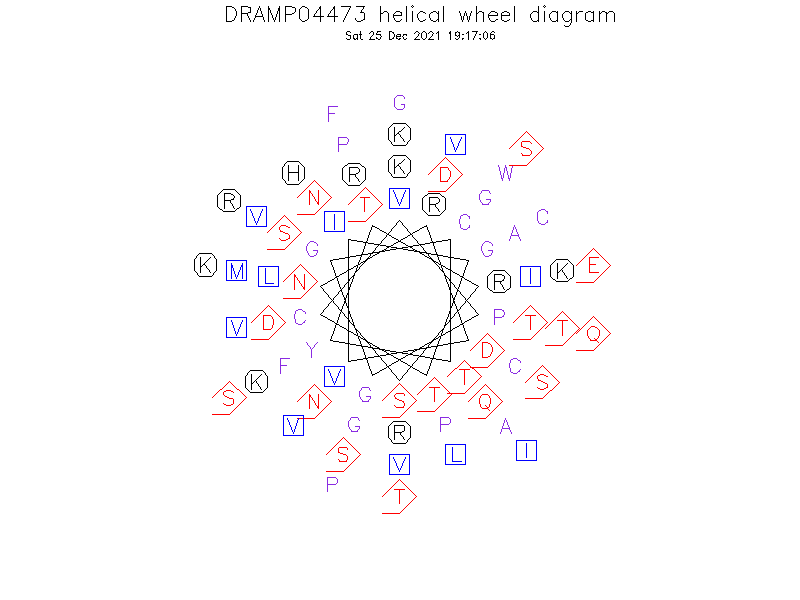 DRAMP04473 helical wheel diagram
Sat 25 Dec 2021 19:17:06
F G
P K V S
H R K D W
R N T V R G
V I C C
S A
G G
K M L N R I K E
V D C P T T Q
Y D
F C
K V T S
S N G S T Q
V G R P A
S V L I
P T